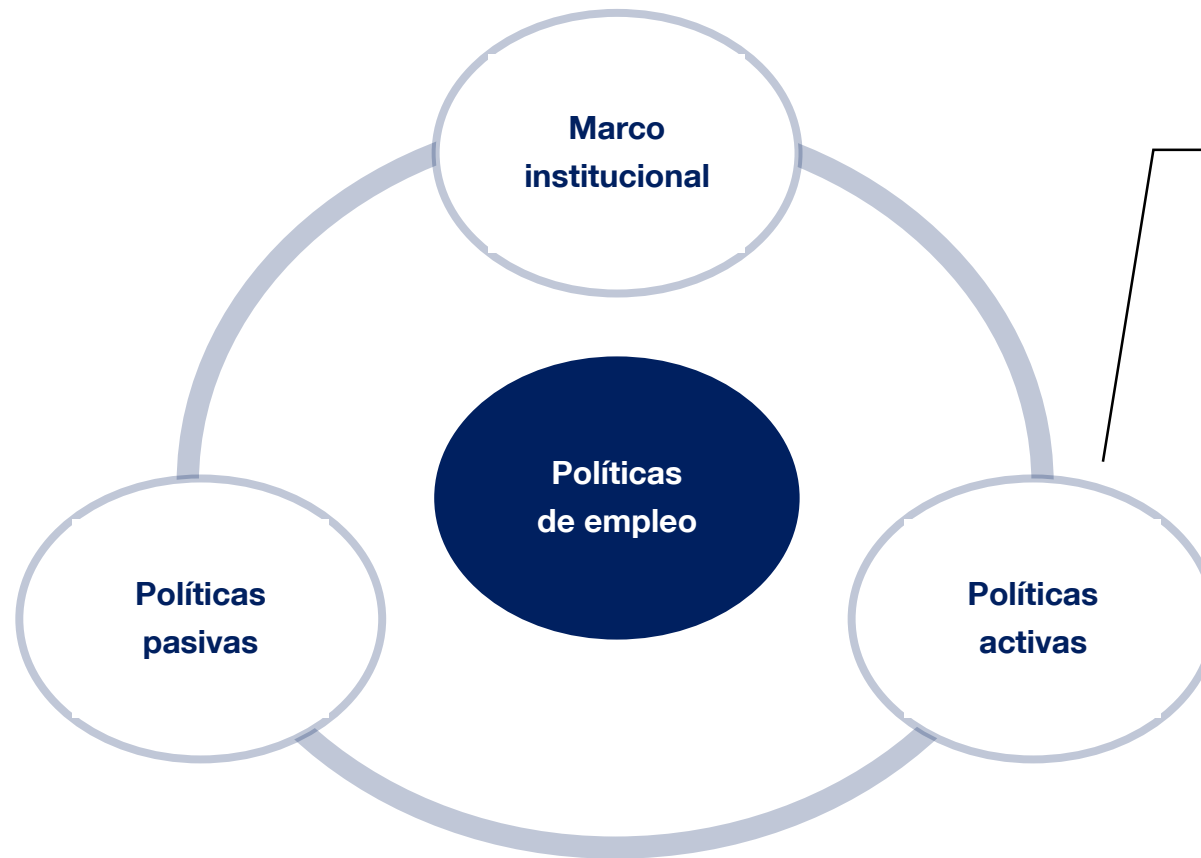 Marco
institucional
Políticas
de empleo
Políticas
pasivas
Políticas
activas